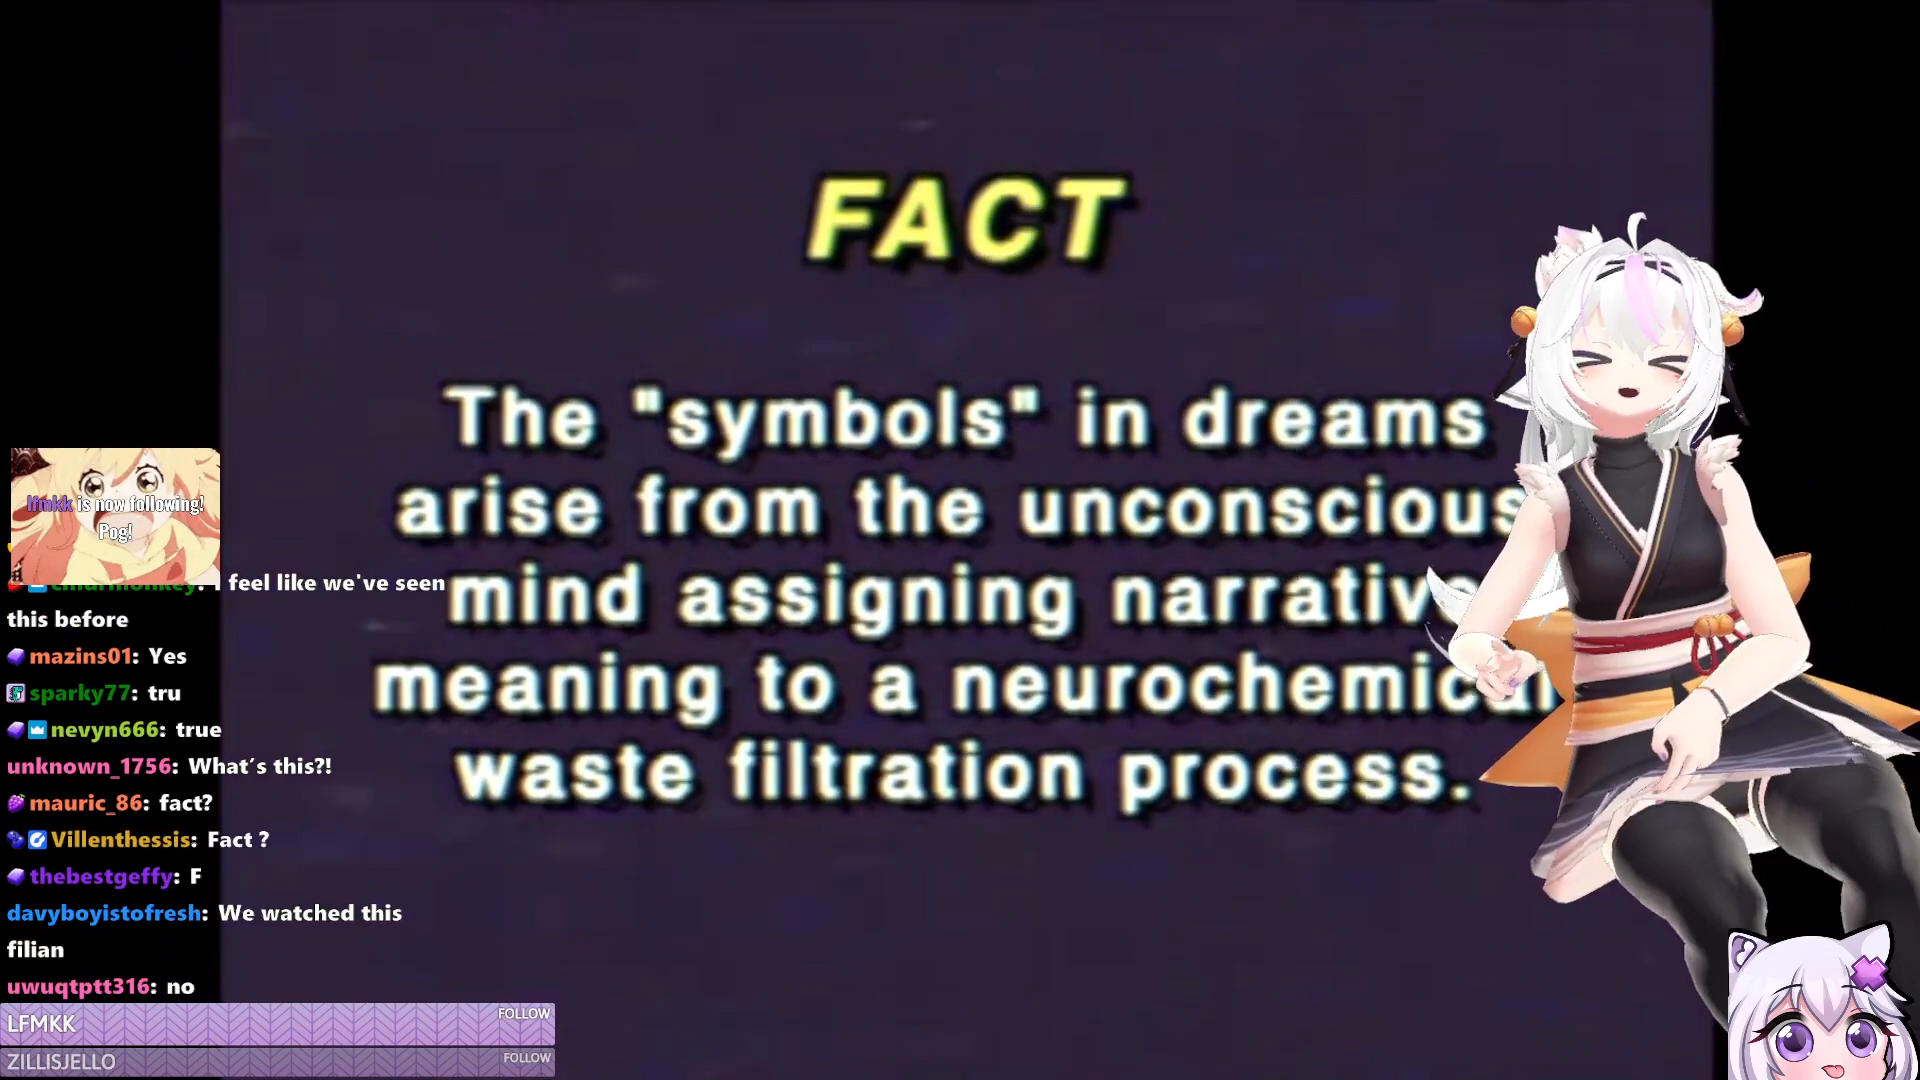 FACT
The "symbols" in dreams
arise from the unconscious
mind assigning narrative
meaning to a neurochemical
waste filtration process.
lfmkk is now following!
Pog!
: I feel like we've seen
this before
mazins01: Yes
sparky77: tru
nevyn666: true
unknown_1756: What's this?!
mauric_86: fact?
Villenthessis: Fact ?
thebestgeffy: F
davyboyistofresh: We watched this
filian
uwuqtptt316: no
LFMKK FOLLOW
ZILLISJELLO FOLLOW